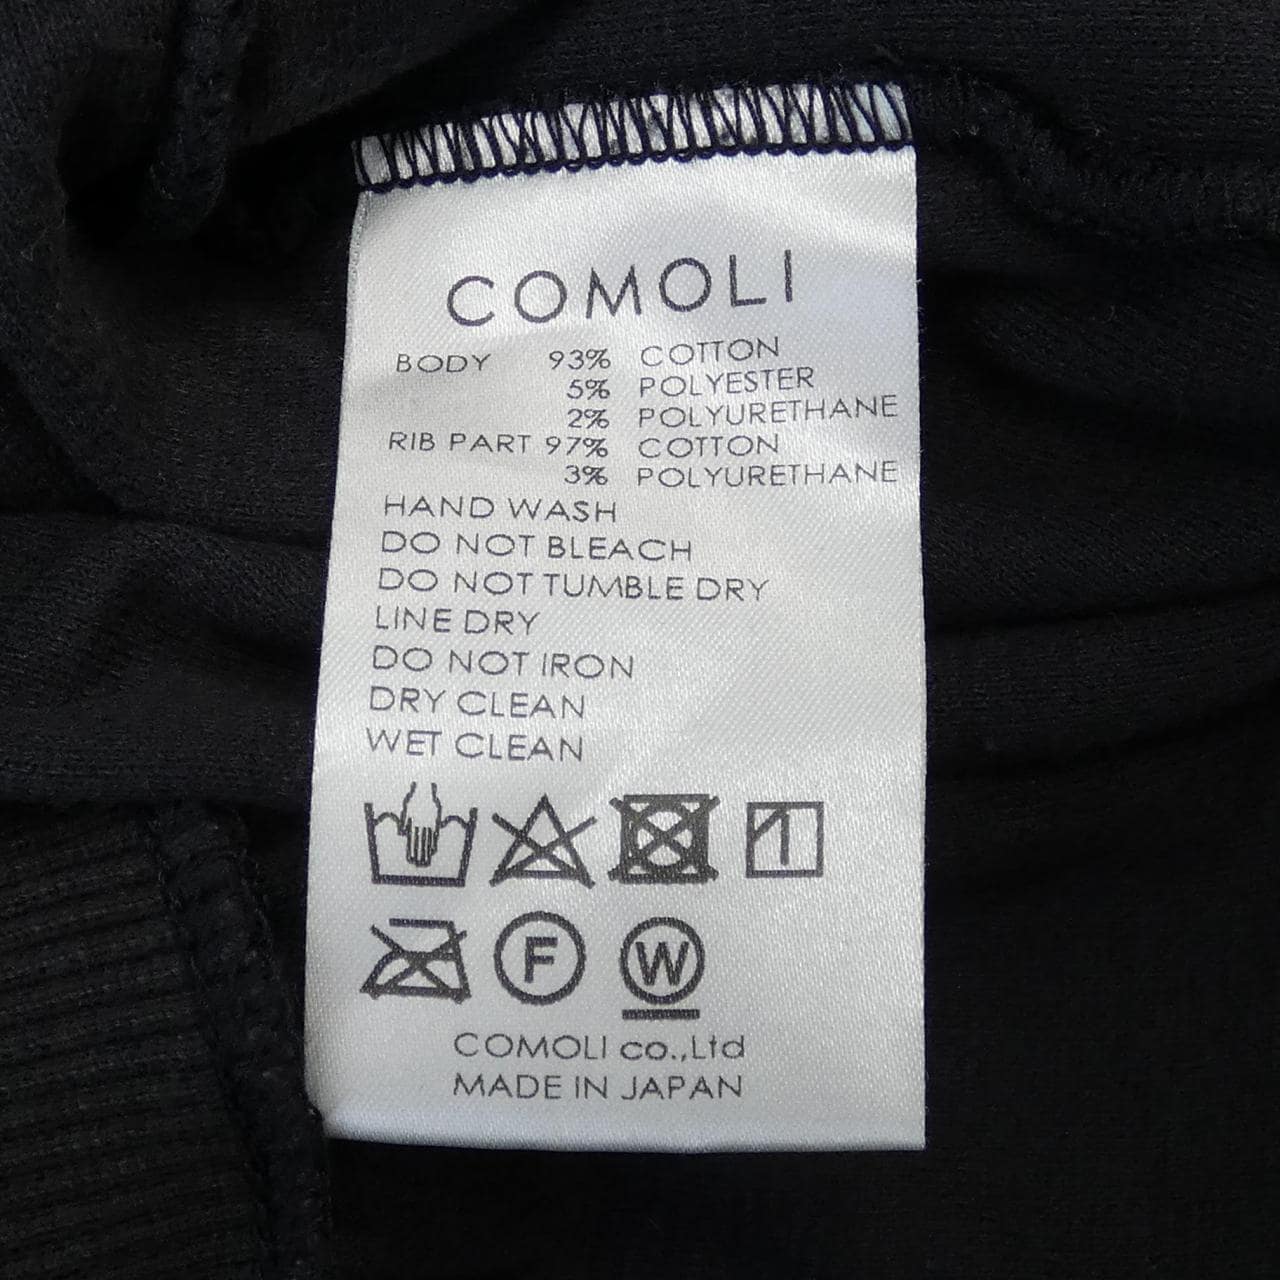 COMOLI
BODY 93% COTTON
5% POLYESTER
2% POLYURETHANE
RIB PART 97% COTTON
3% POLYURETHANE
HAND WASH
DO NOT BLEACH
DO NOT TUMBLE DRY
LINE DRY
DO NOT IRON
DRY CLEAN
WET CLEAN
F W
COMOLI co.,Ltd
MADE IN JAPAN